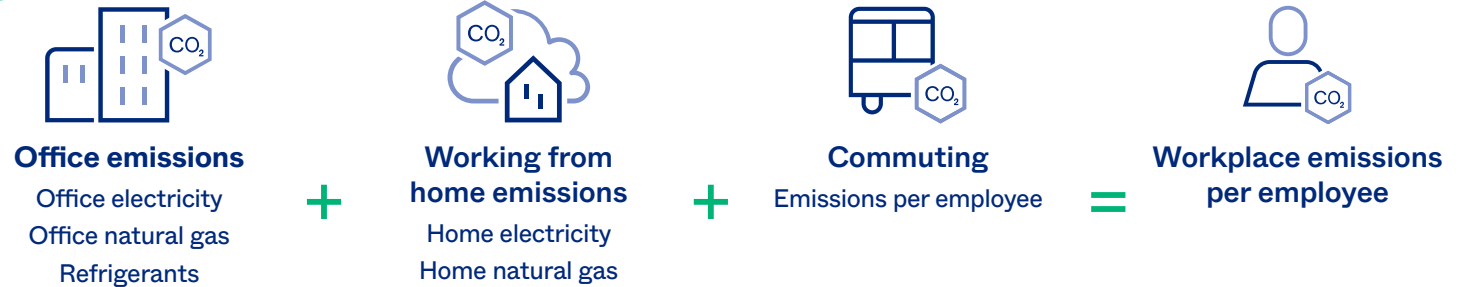 CO₂
Office emissions
Office electricity
Office natural gas
Refrigerants
+
CO₂
Working from
home emissions
Home electricity
Home natural gas
+
CO₂
Commuting
Emissions per employee
=
CO₂
Workplace emissions
per employee